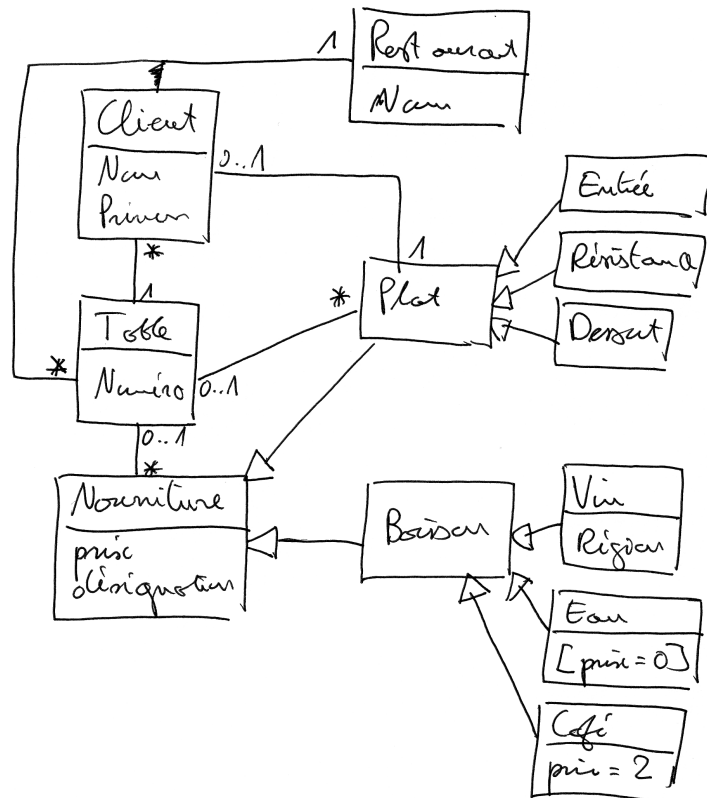 1
Restaurant
Nom
Client
Nom
Prénom
0..1
1
*
*
1
Table
Numéro
*
0..1
0..1
*
Plat
Entrée
Résistance
Dessert
Nourriture
prix
désignation
Boisson
Vin
Région
Eau
[prix = 0]
Café
prix = 2